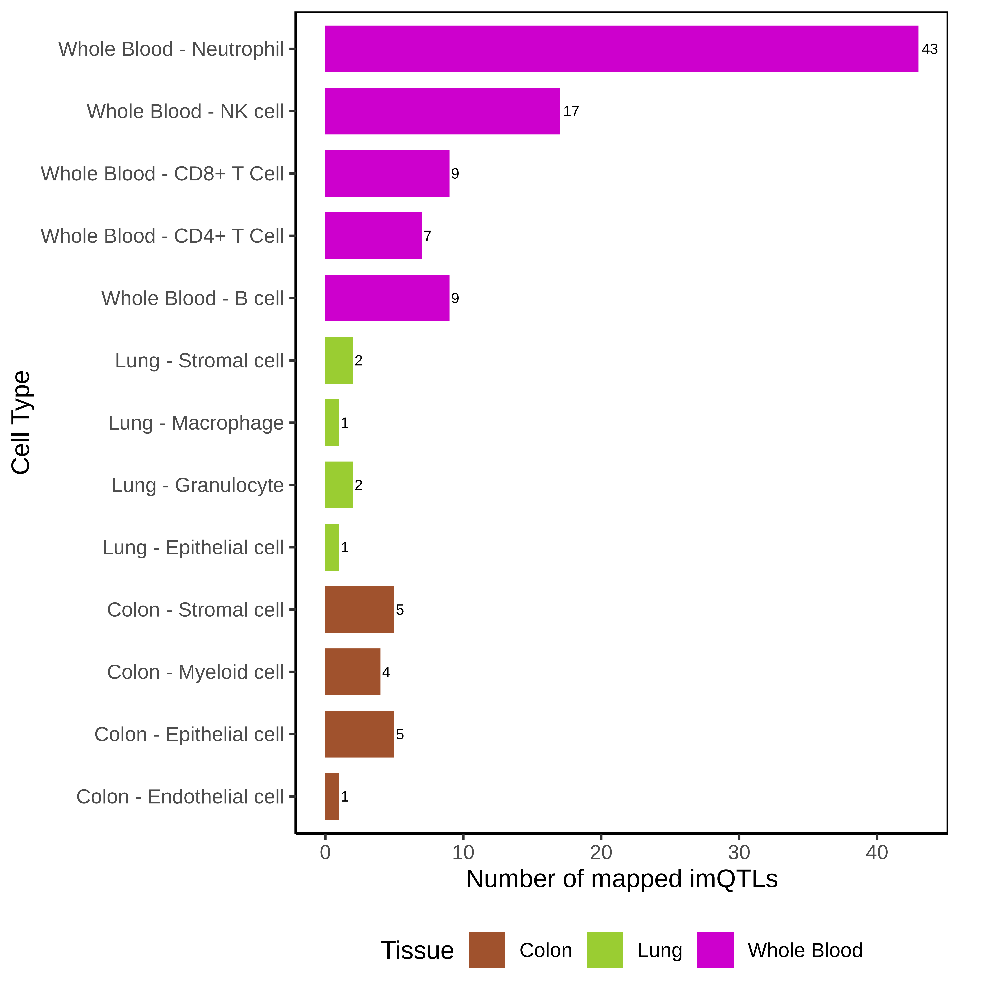 Whole Blood - Neutrophil 43
Whole Blood - NK cell 17
Whole Blood - CD8+ T Cell 9
Whole Blood - CD4+ T Cell 7
Whole Blood - B cell 9
Lung - Stromal cell 2
Lung - Macrophage 1
Lung - Granulocyte 2
Lung - Epithelial cell 1
Colon - Stromal cell 5
Colon - Myeloid cell 4
Colon - Epithelial cell 5
Colon - Endothelial cell 1
Cell Type
0 10 20 30 40
Number of mapped imQTLs
Tissue Colon Lung Whole Blood